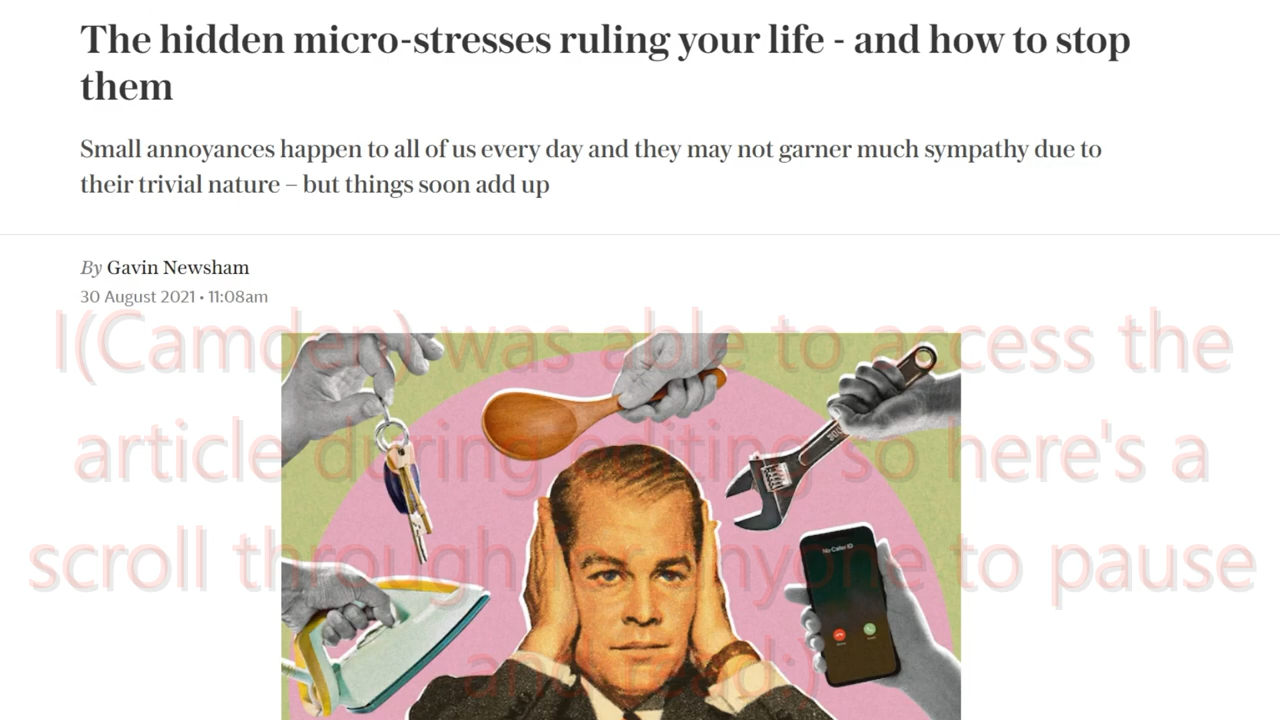 The hidden micro-stresses ruling your life - and how to stop
them
Small annoyances happen to all of us every day and they may not garner much sympathy due to
their trivial nature – but things soon add up
By Gavin Newsham
30 August 2021 • 11:08am
I(Camden) was able to access the
article during editing so here's a
scroll through for anyone to pause
and read:)
No Caller ID